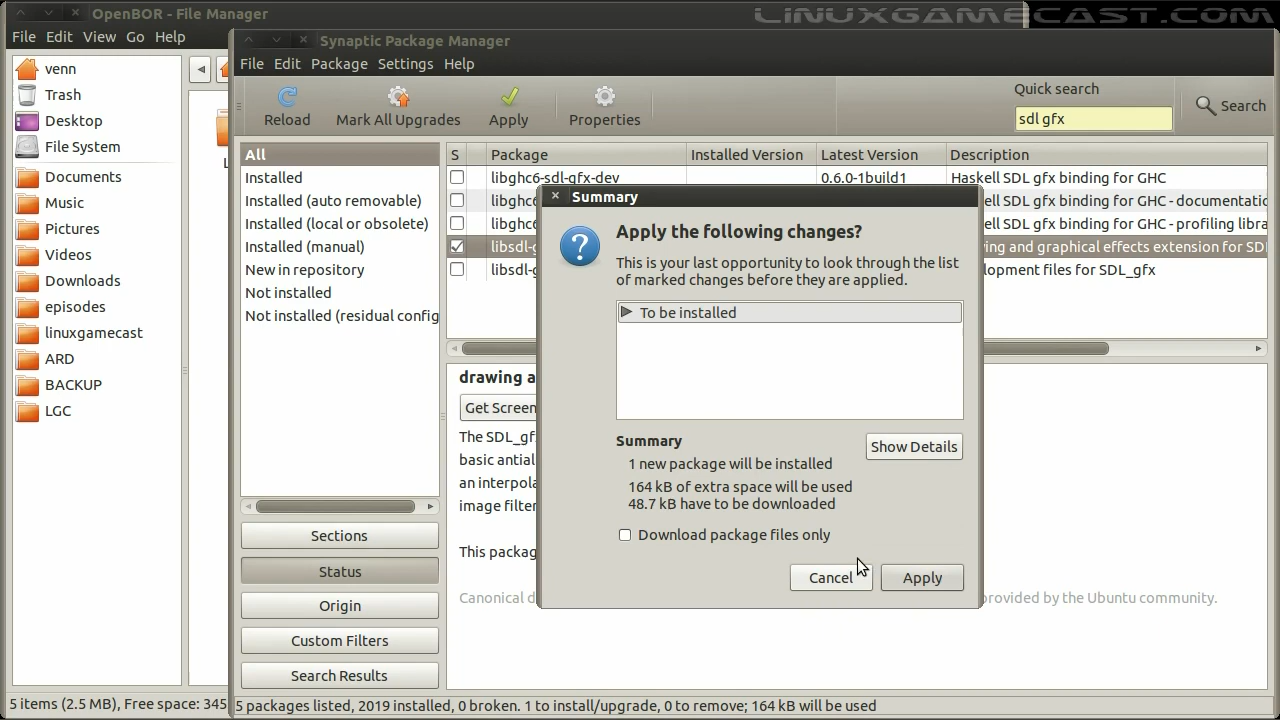 OpenBOR - File Manager
LINUXGAMECAST.COM
File Edit View Go Help
Synaptic Package Manager
File Edit Package Settings Help
venn
Trash
Desktop
File System
Documents
Music
Pictures
Videos
Downloads
episodes
linuxgamecast
ARD
BACKUP
LGC
Reload
Mark All Upgrades
Apply
Properties
Quick search
sdl gfx
Search
All
Installed
Installed (auto removable)
Installed (local or obsolete)
Installed (manual)
New in repository
Not installed
Not installed (residual config
Sections
Status
Origin
Custom Filters
Search Results
S Package Installed Version Latest Version Description
libghc6-sdl-gfx-dev 0.6.0-1build1 Haskell SDL gfx binding for GHC
libghc6 ell SDL gfx binding for GHC - documentatio
libghc6 ell SDL gfx binding for GHC - profiling libra
libsdl-g ing and graphical effects extension for SDL
libsdl-g lopment files for SDL_gfx
drawing a
Get Screen
The SDL_gf
basic antial
an interpola
image filter
This packag
Canonical d provided by the Ubuntu community.
Summary
Apply the following changes?
This is your last opportunity to look through the list
of marked changes before they are applied.
To be installed
Summary
Show Details
1 new package will be installed
164 kB of extra space will be used
48.7 kB have to be downloaded
Download package files only
Cancel
Apply
5 items (2.5 MB), Free space: 345
5 packages listed, 2019 installed, 0 broken. 1 to install/upgrade, 0 to remove; 164 kB will be used